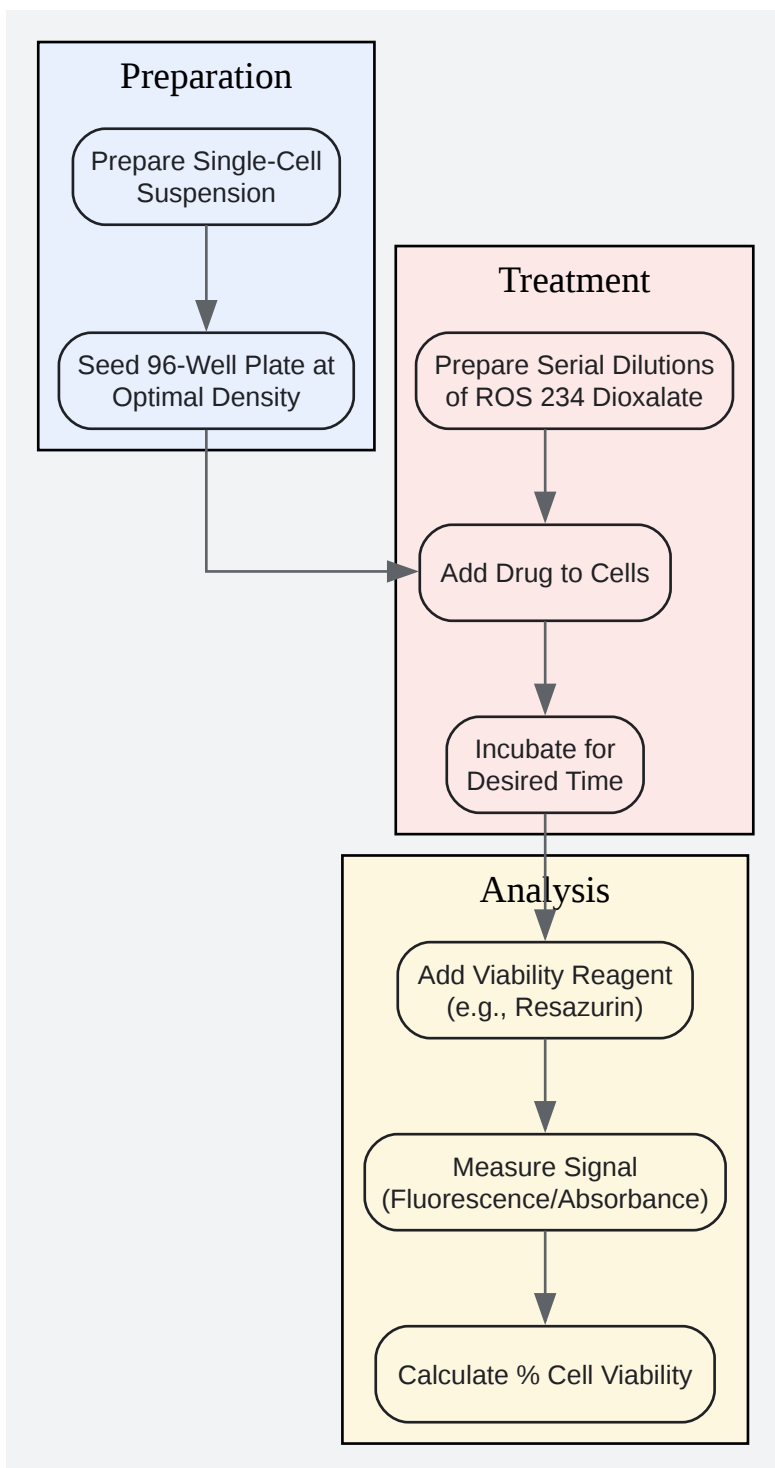 Preparation
Prepare Single-Cell
Suspension
Seed 96-Well Plate at
Optimal Density
Treatment
Prepare Serial Dilutions
of ROS 234 Dioxalate
Add Drug to Cells
Incubate for
Desired Time
Analysis
Add Viability Reagent
(e.g., Resazurin)
Measure Signal
(Fluorescence/Absorbance)
Calculate % Cell Viability